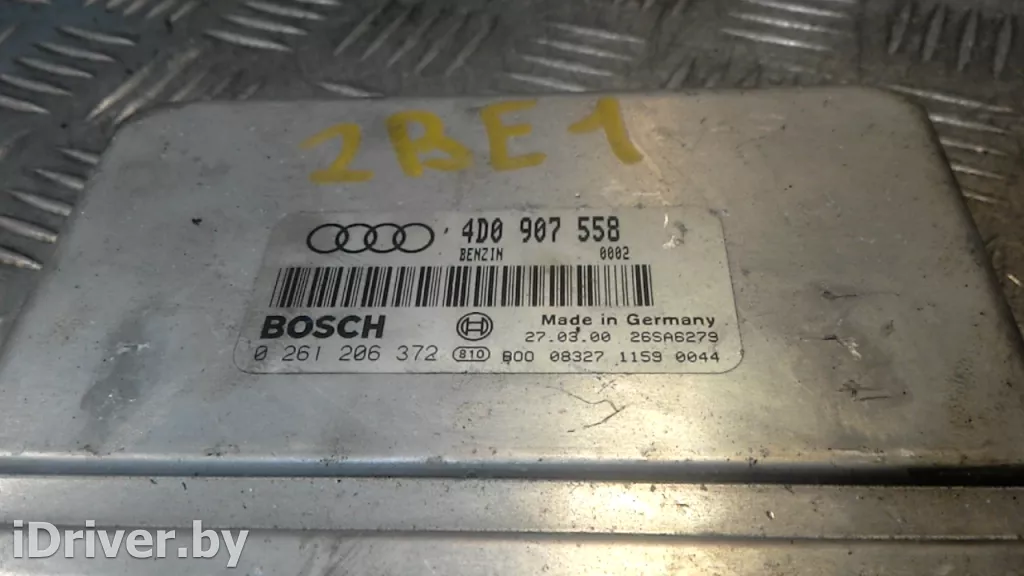 2BE1
4D0 907 558
BENZIN 0002
BOSCH
Made in Germany
27.03.00 26SA6279
0 261 206 372 810 B00 08327 11S9 0044
iDriver.by